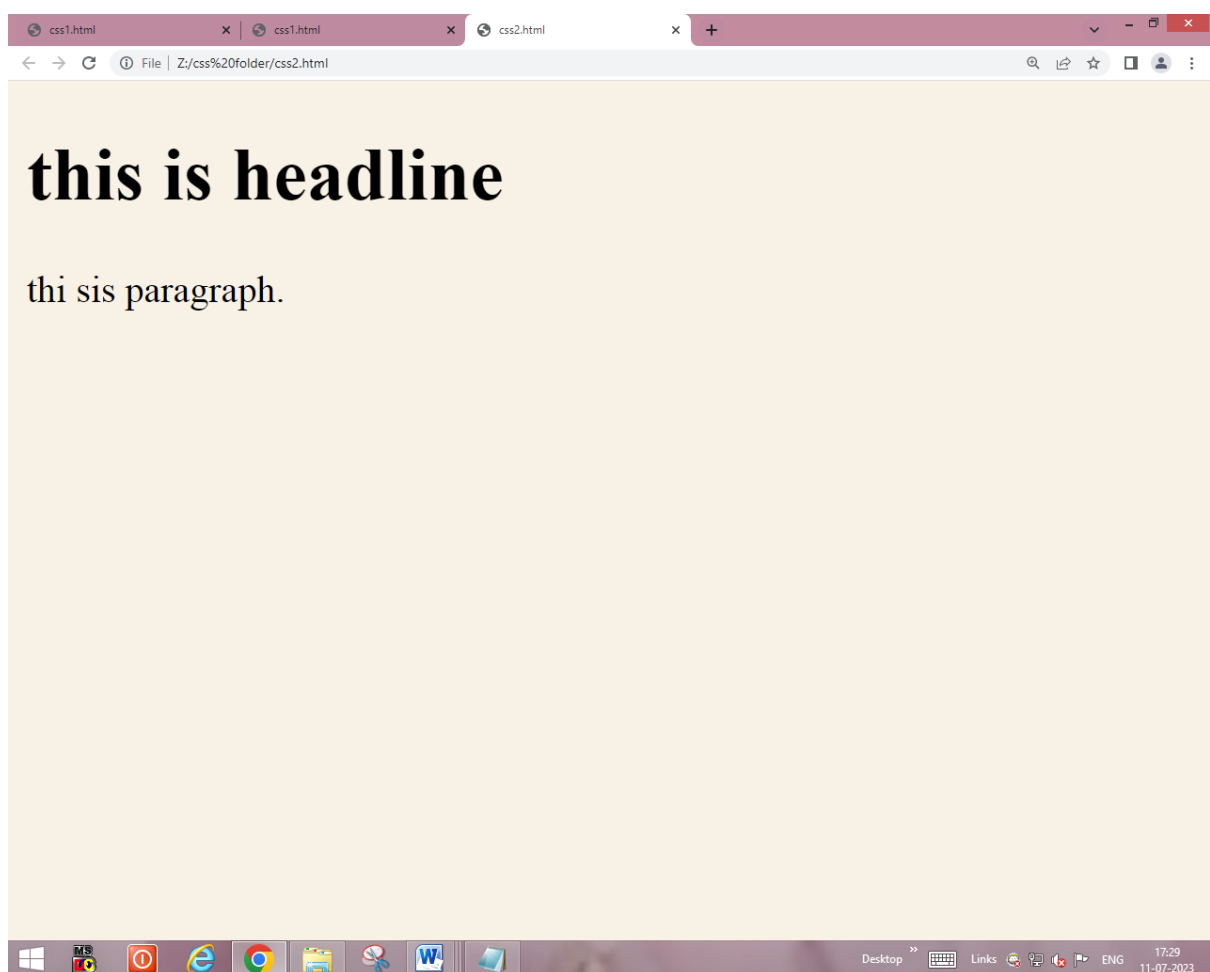 css1.html
css1.html
css2.html
File Z:/css%20folder/css2.html
this is headline
thi sis paragraph.
MS
W
Desktop » Links ENG 17:29
11-07-2023